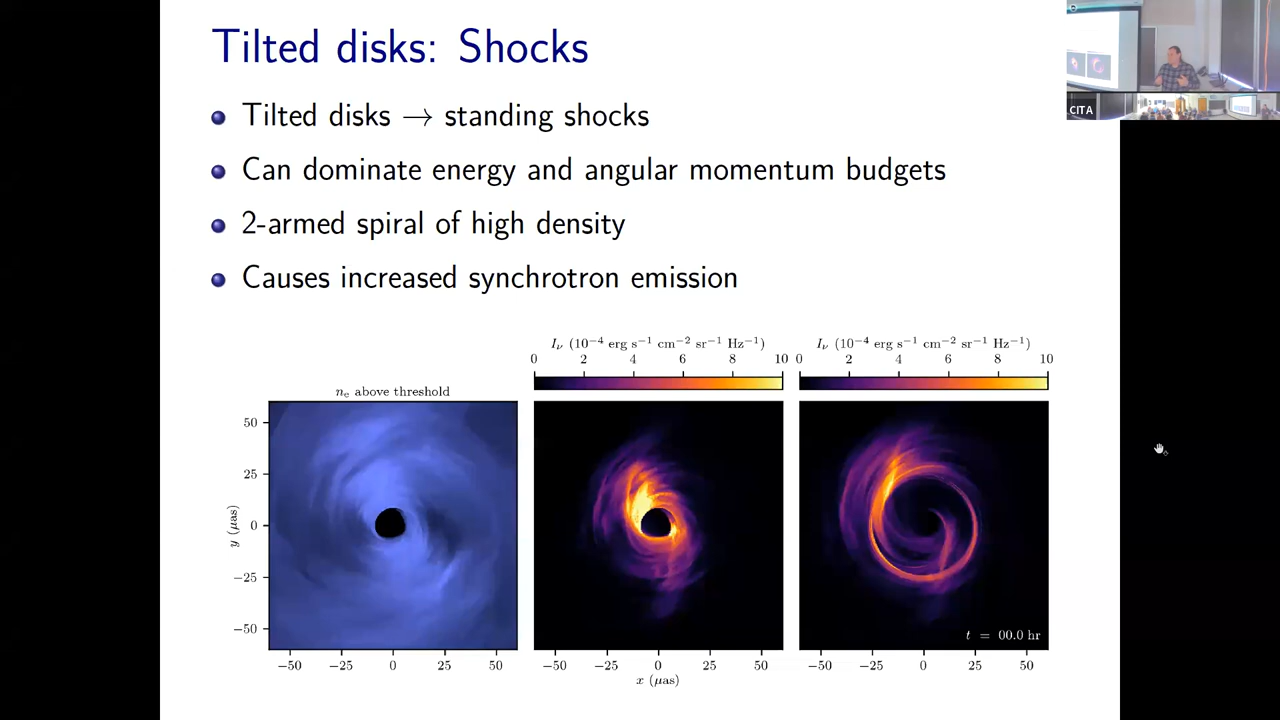 Tilted disks: Shocks
Tilted disks → standing shocks
Can dominate energy and angular momentum budgets
2-armed spiral of high density
Causes increased synchrotron emission
CITA
I_ν (10⁻⁴ erg s⁻¹ cm⁻² sr⁻¹ Hz⁻¹) I_ν (10⁻⁴ erg s⁻¹ cm⁻² sr⁻¹ Hz⁻¹)
0 2 4 6 8 10 0 2 4 6 8 10
n_e above threshold
50
25
0
−25
−50
y (μas)
t = 00.0 hr
−50 −25 0 25 50 −50 −25 0 25 50 −50 −25 0 25 50
x (μas)